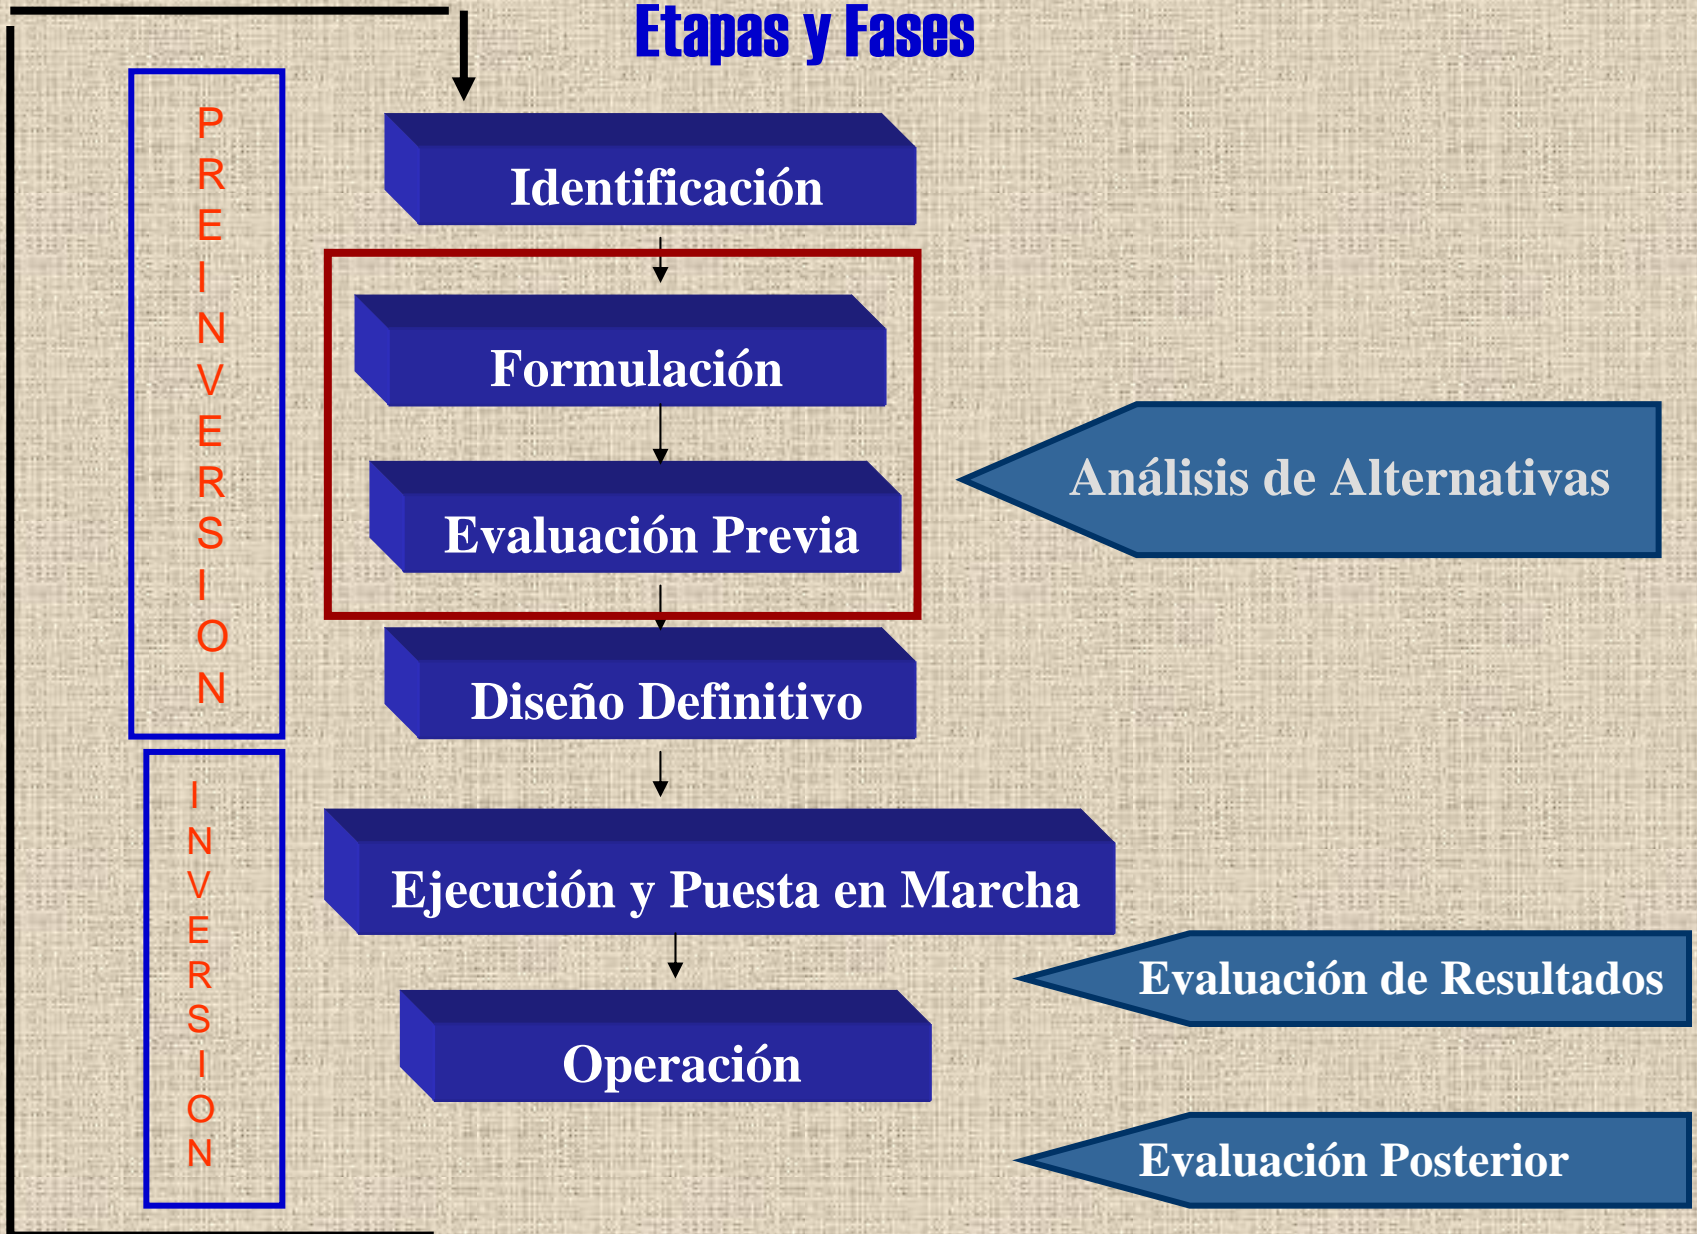 Etapas y Fases
PREINVERSION
Identificación
Formulación
Evaluación Previa
Análisis de Alternativas
Diseño Definitivo
INVERSION
Ejecución y Puesta en Marcha
Evaluación de Resultados
Operación
Evaluación Posterior